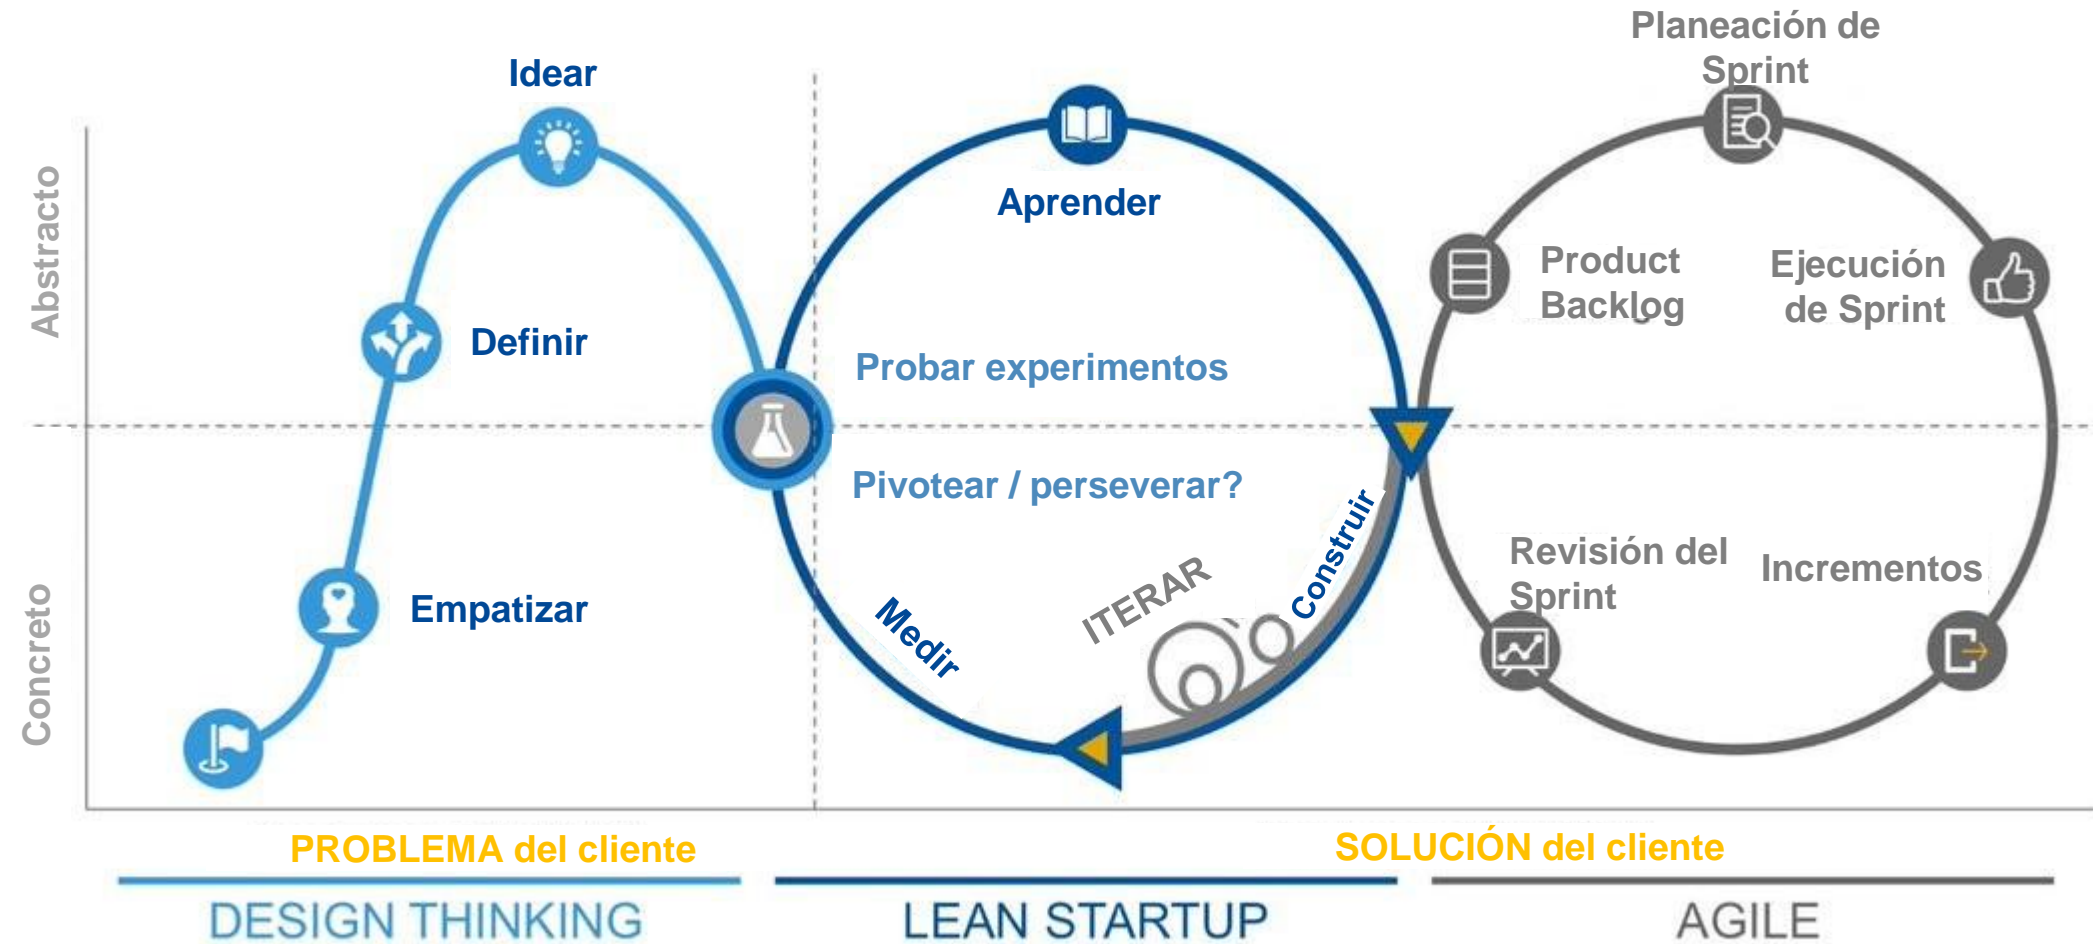 Planeación de
Sprint
Idear
Abstracto
Aprender
Product
Backlog
Ejecución
de Sprint
Definir
Probar experimentos
Pivotear / perseverar?
Concreto
Empatizar
Medir
ITERAR
Construir
Revisión del
Sprint
Incrementos
PROBLEMA del cliente
SOLUCIÓN del cliente
DESIGN THINKING
LEAN STARTUP
AGILE